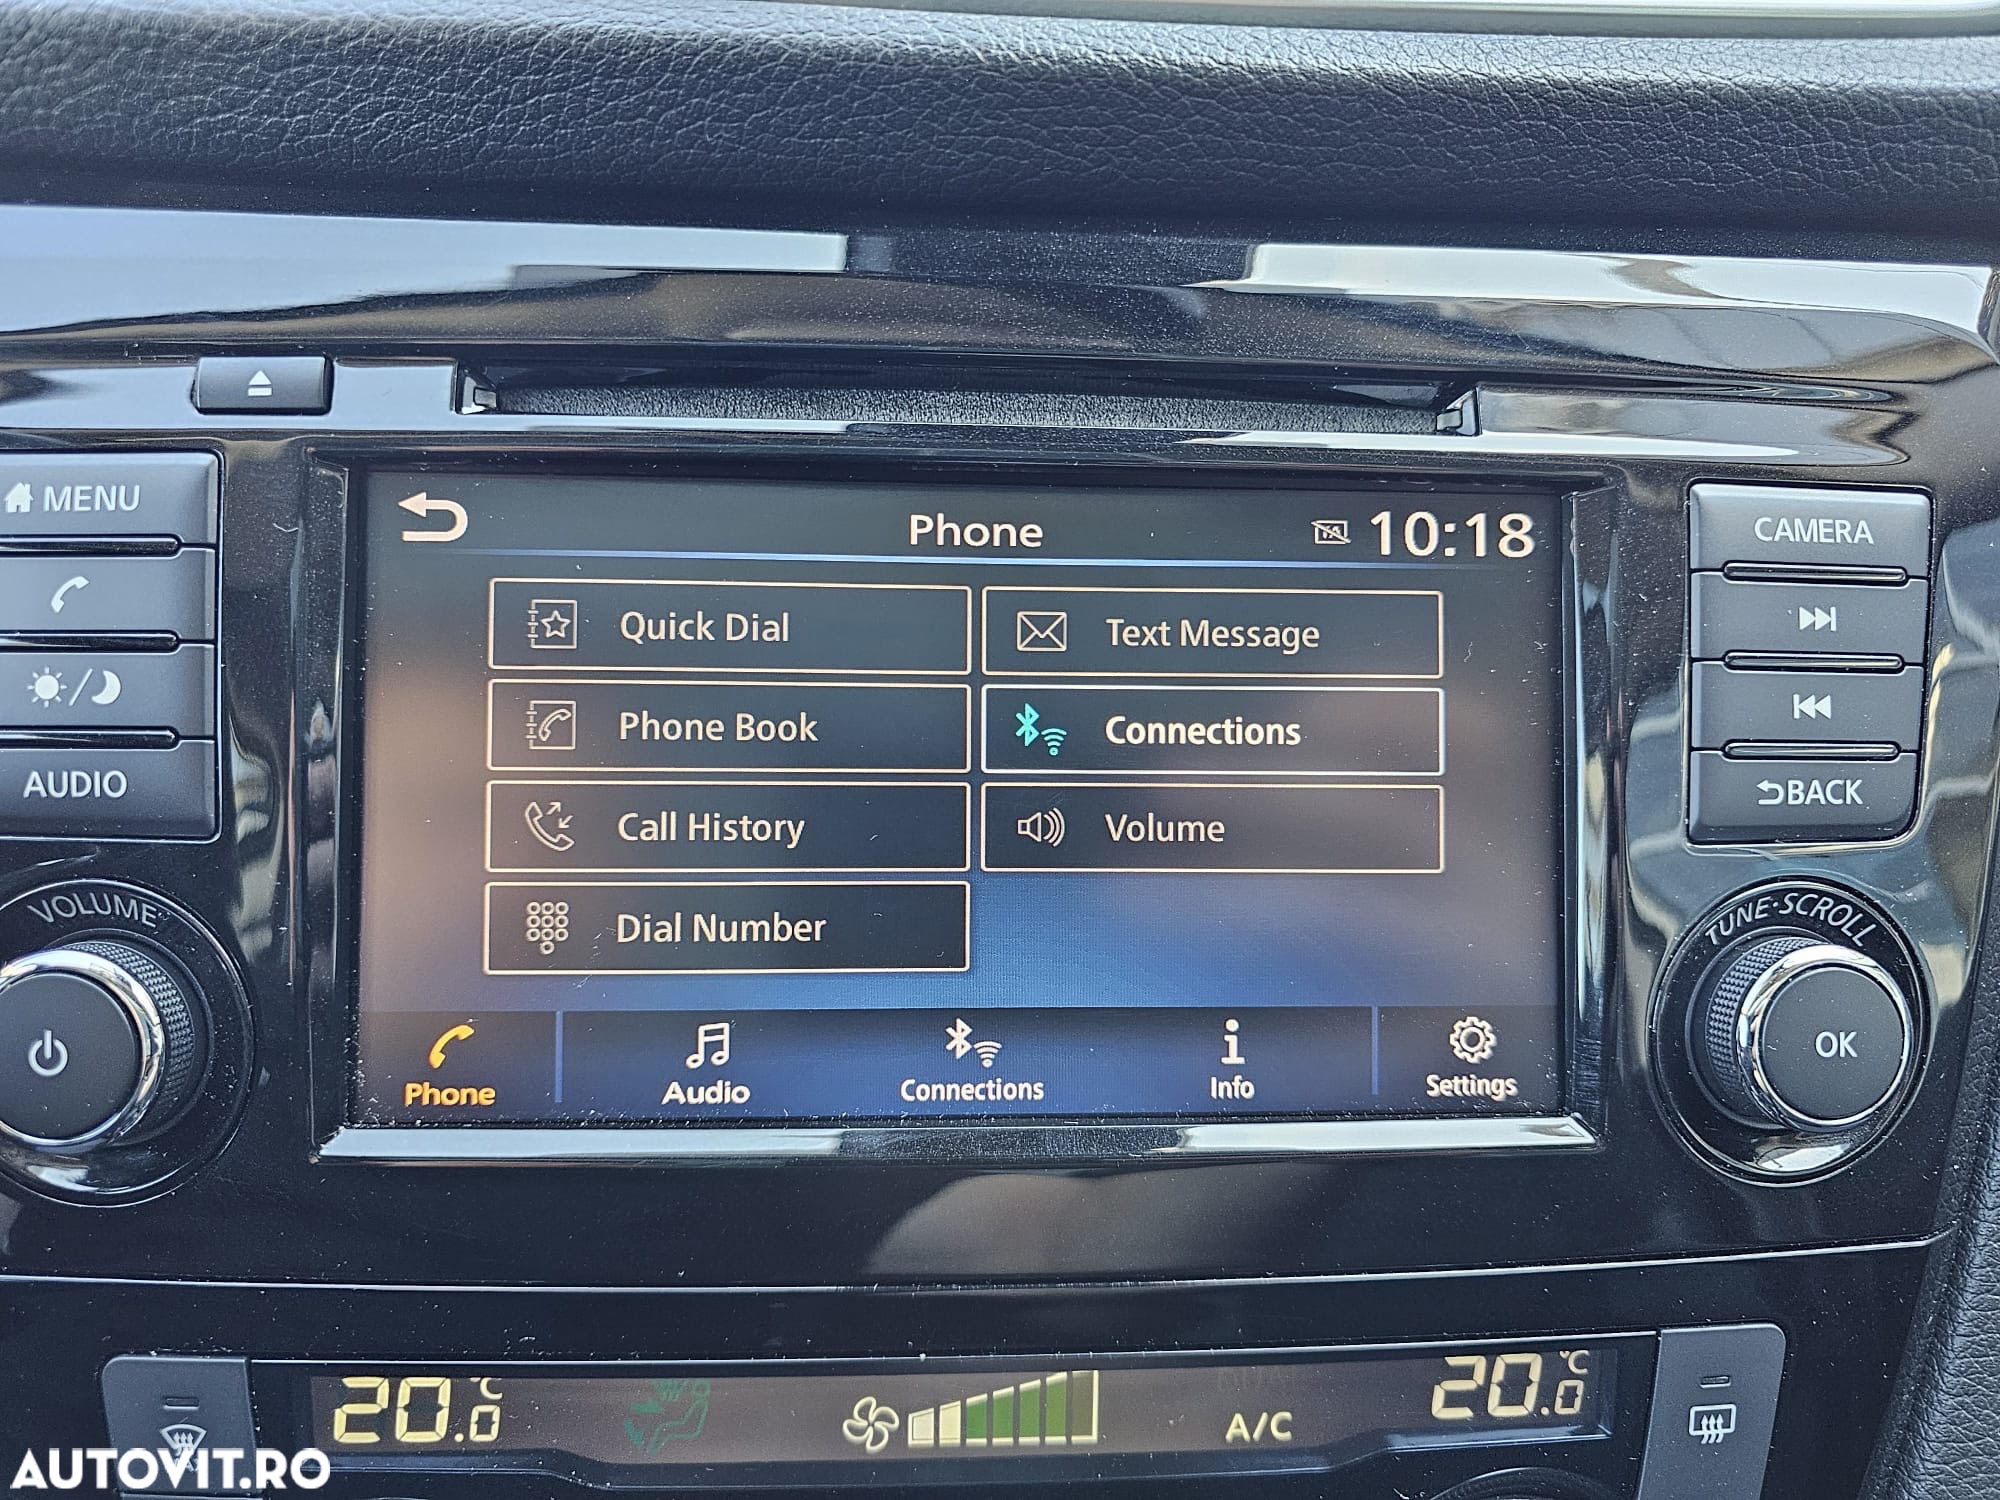 MENU
AUDIO
VOLUME
Phone
TA
10:18
Quick Dial
Text Message
Phone Book
Connections
Call History
Volume
Dial Number
Phone
Audio
Connections
Info
Settings
CAMERA
BACK
TUNE·SCROLL
OK
20.0 °C
A/C
20.0 °C
AUTOVIT.RO